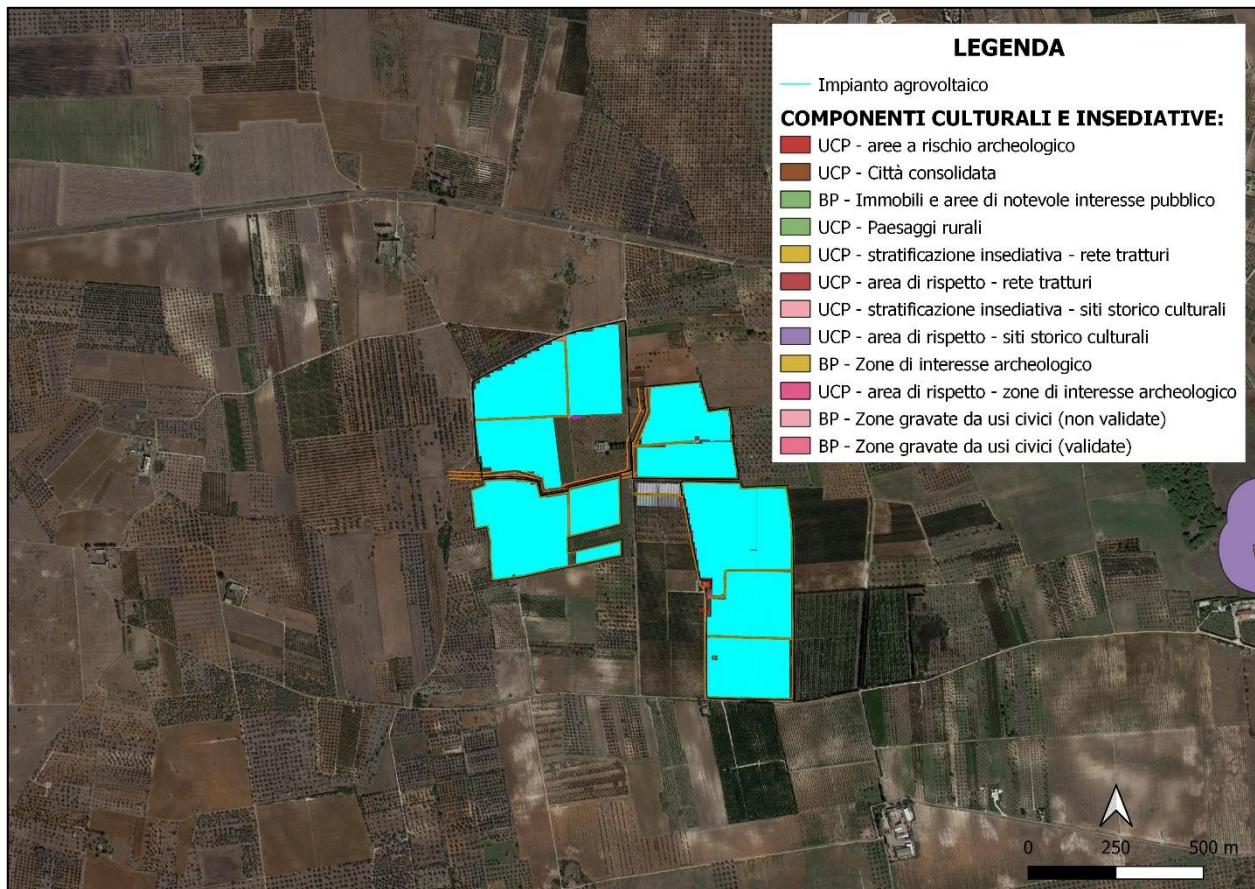 LEGENDA
Impianto agrovoltaico
COMPONENTI CULTURALI E INSEDIATIVE:
UCP - aree a rischio archeologico
UCP - Città consolidata
BP - Immobili e aree di notevole interesse pubblico
UCP - Paesaggi rurali
UCP - stratificazione insediativa - rete tratturi
UCP - area di rispetto - rete tratturi
UCP - stratificazione insediativa - siti storico culturali
UCP - area di rispetto - siti storico culturali
BP - Zone di interesse archeologico
UCP - area di rispetto - zone di interesse archeologico
BP - Zone gravate da usi civici (non validate)
BP - Zone gravate da usi civici (validate)
0 250 500 m